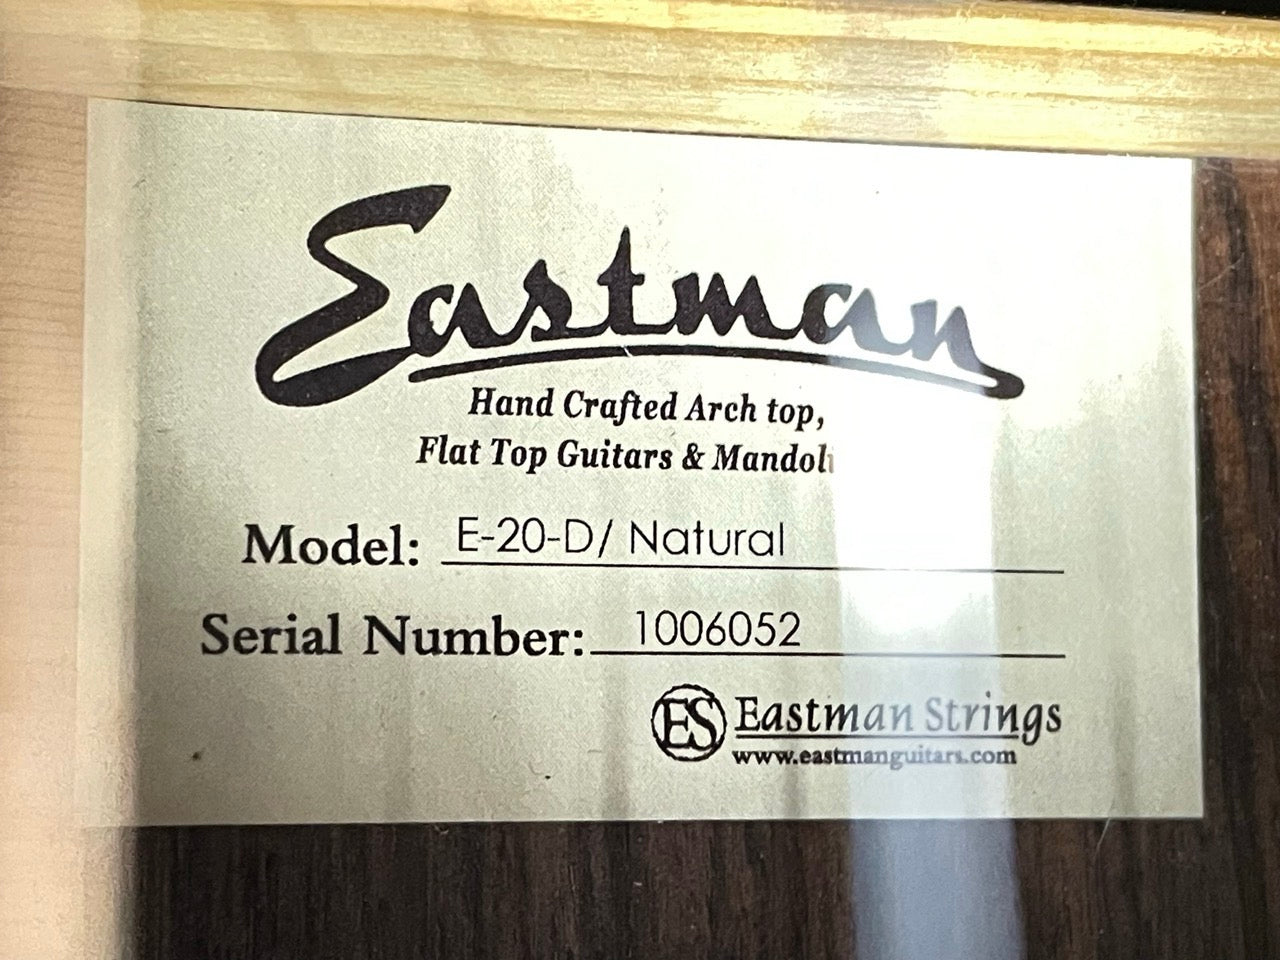 Eastman
Hand Crafted Arch top,
Flat Top Guitars & Mandoli
Model: E-20-D/ Natural
Serial Number: 1006052
ES Eastman Strings
www.eastmanguitars.com